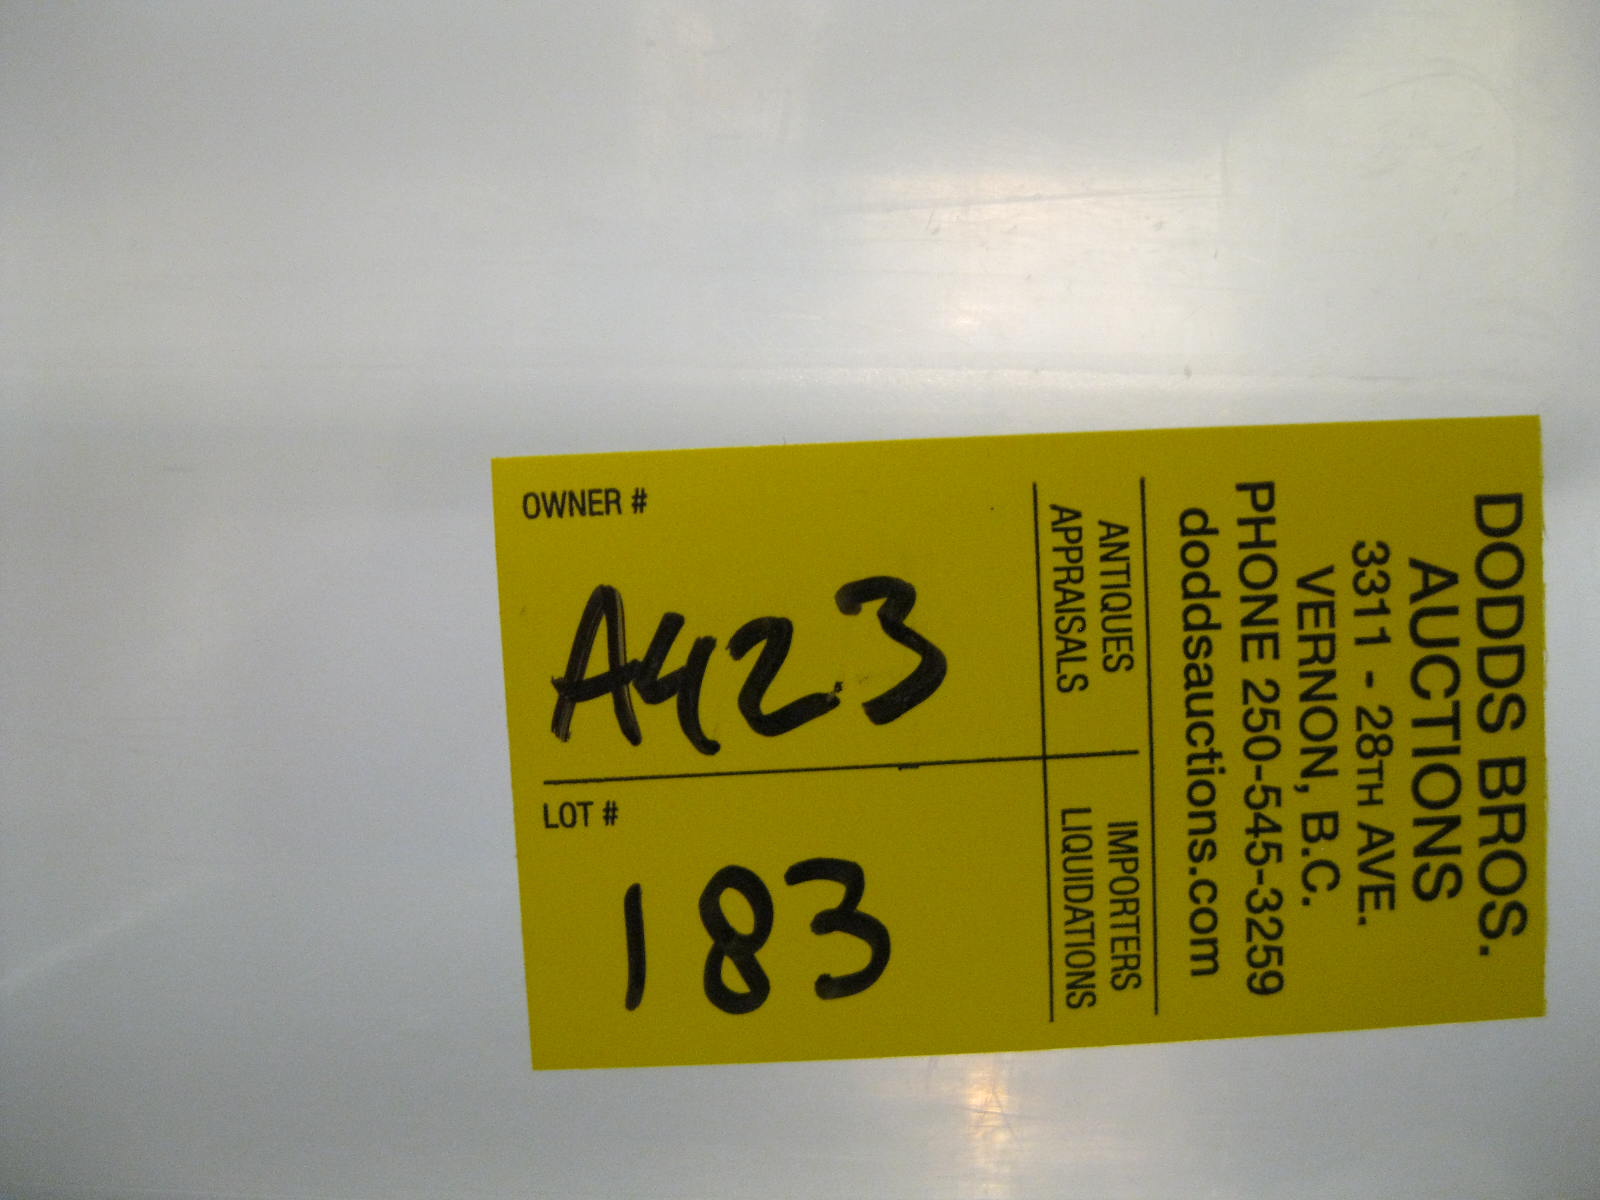 DODDS BROS.
AUCTIONS
3311 - 28TH AVE.
VERNON, B.C.
PHONE 250-545-3259
doddsauctions.com
ANTIQUES
APPRAISALS
IMPORTERS
LIQUIDATIONS
OWNER #
A423
LOT #
183